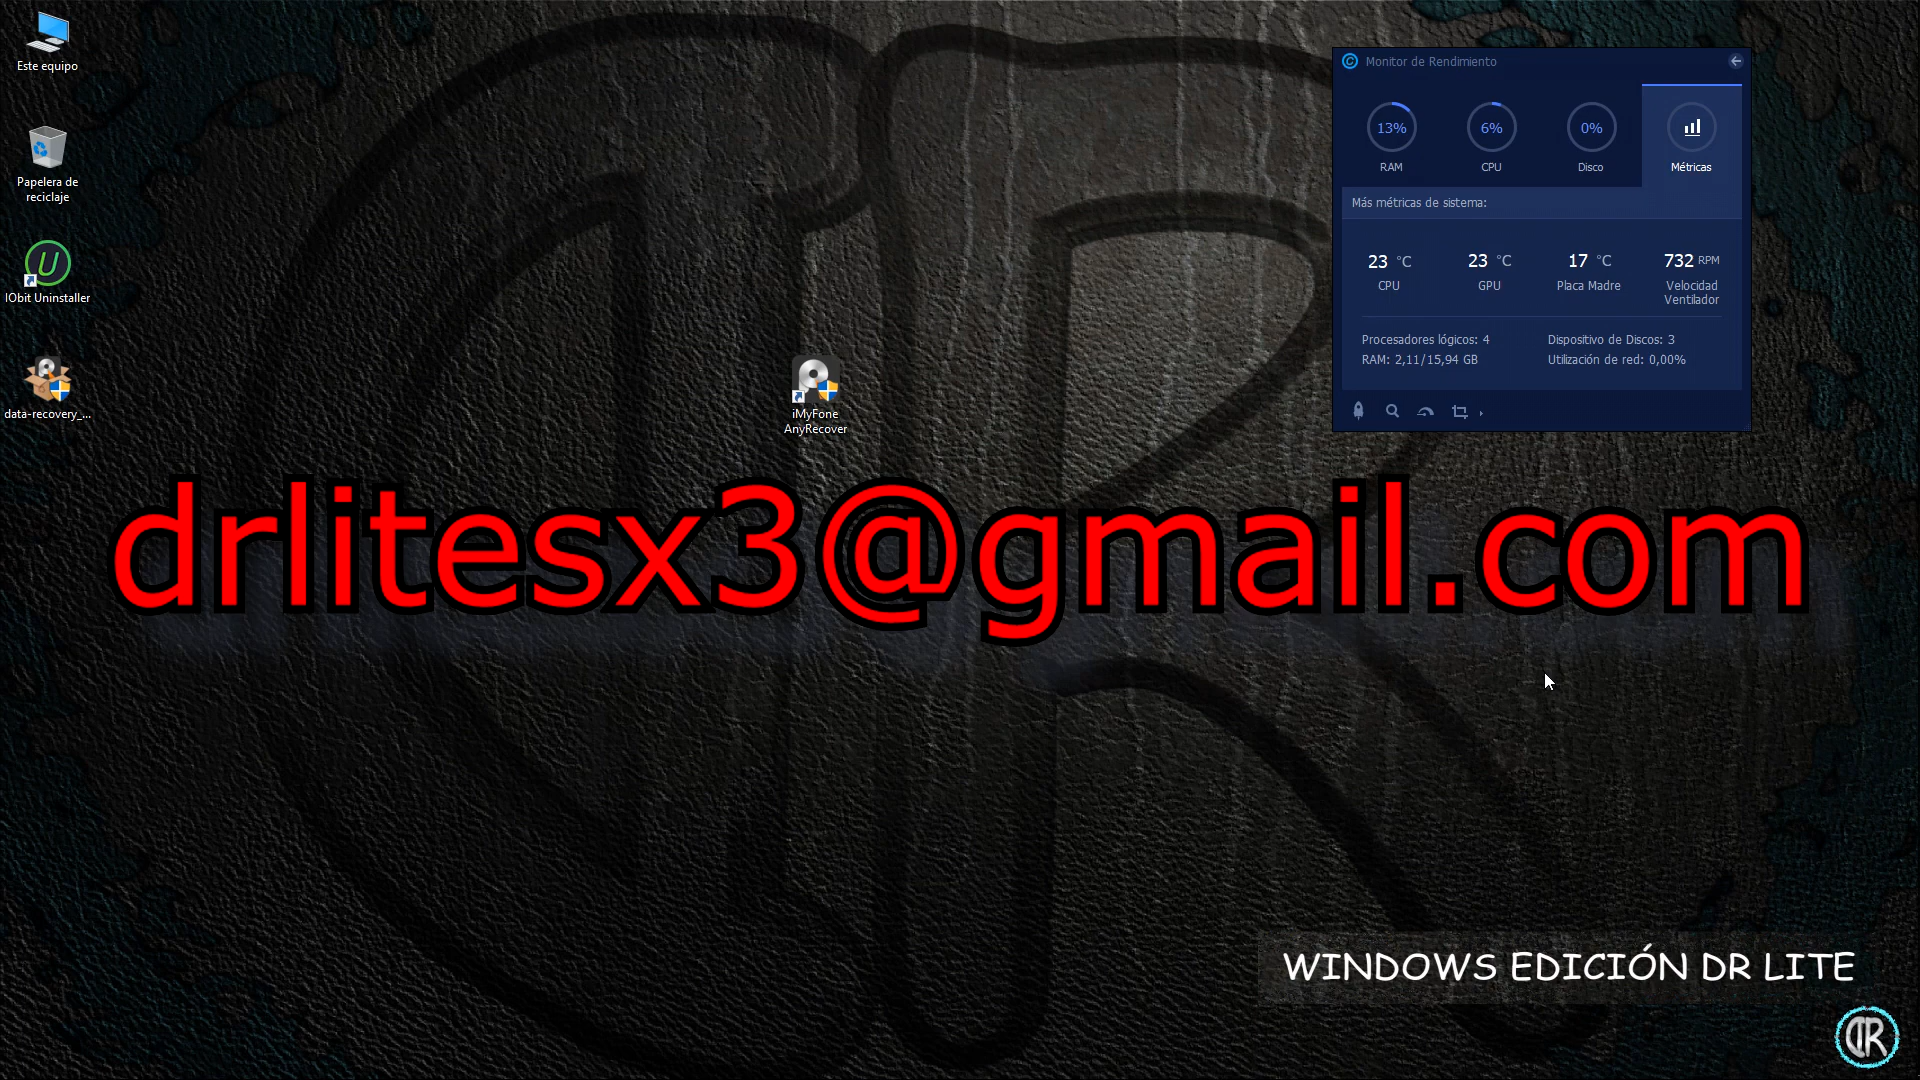 Este equipo
Papelera de
reciclaje
IObit Uninstaller
data-recovery_...
iMyFone
AnyRecover
Monitor de Rendimiento
13%
6%
0%
RAM
CPU
Disco
Métricas
Más métricas de sistema:
23 °C
23 °C
17 °C
732 RPM
CPU
GPU
Placa Madre
Velocidad
Ventilador
Procesadores lógicos: 4
Dispositivo de Discos: 3
RAM: 2,11/15,94 GB
Utilización de red: 0,00%
drlitesx3@gmail.com
WINDOWS EDICIÓN DR LITE
DR